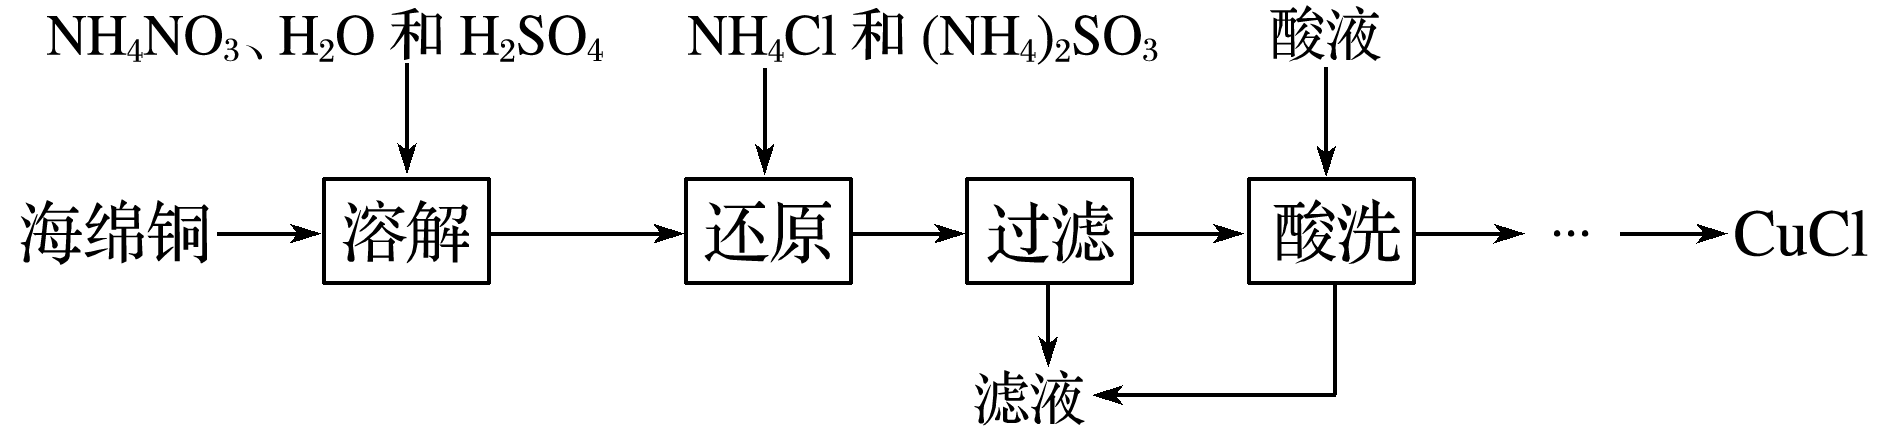 NH₄NO₃、H₂O 和 H₂SO₄ NH₄Cl 和 (NH₄)₂SO₃ 酸液
海绵铜 溶解 还原 过滤 酸洗 … CuCl
滤液